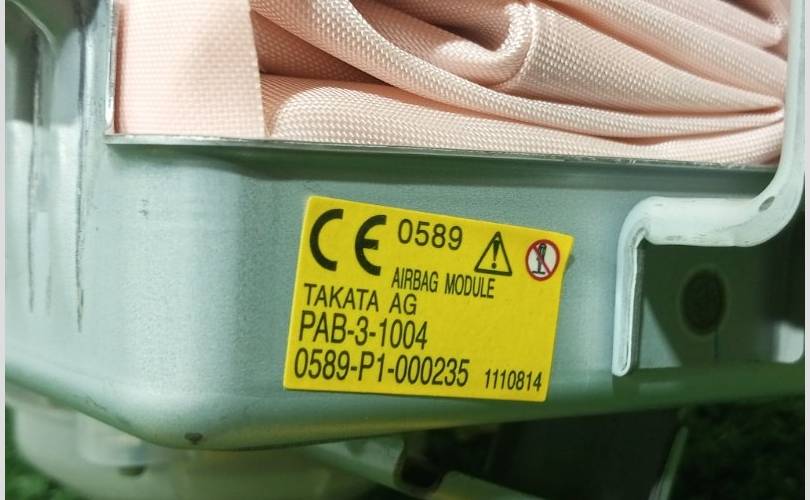 CE 0589
AIRBAG MODULE
TAKATA AG
PAB-3-1004
0589-P1-000235 1110814